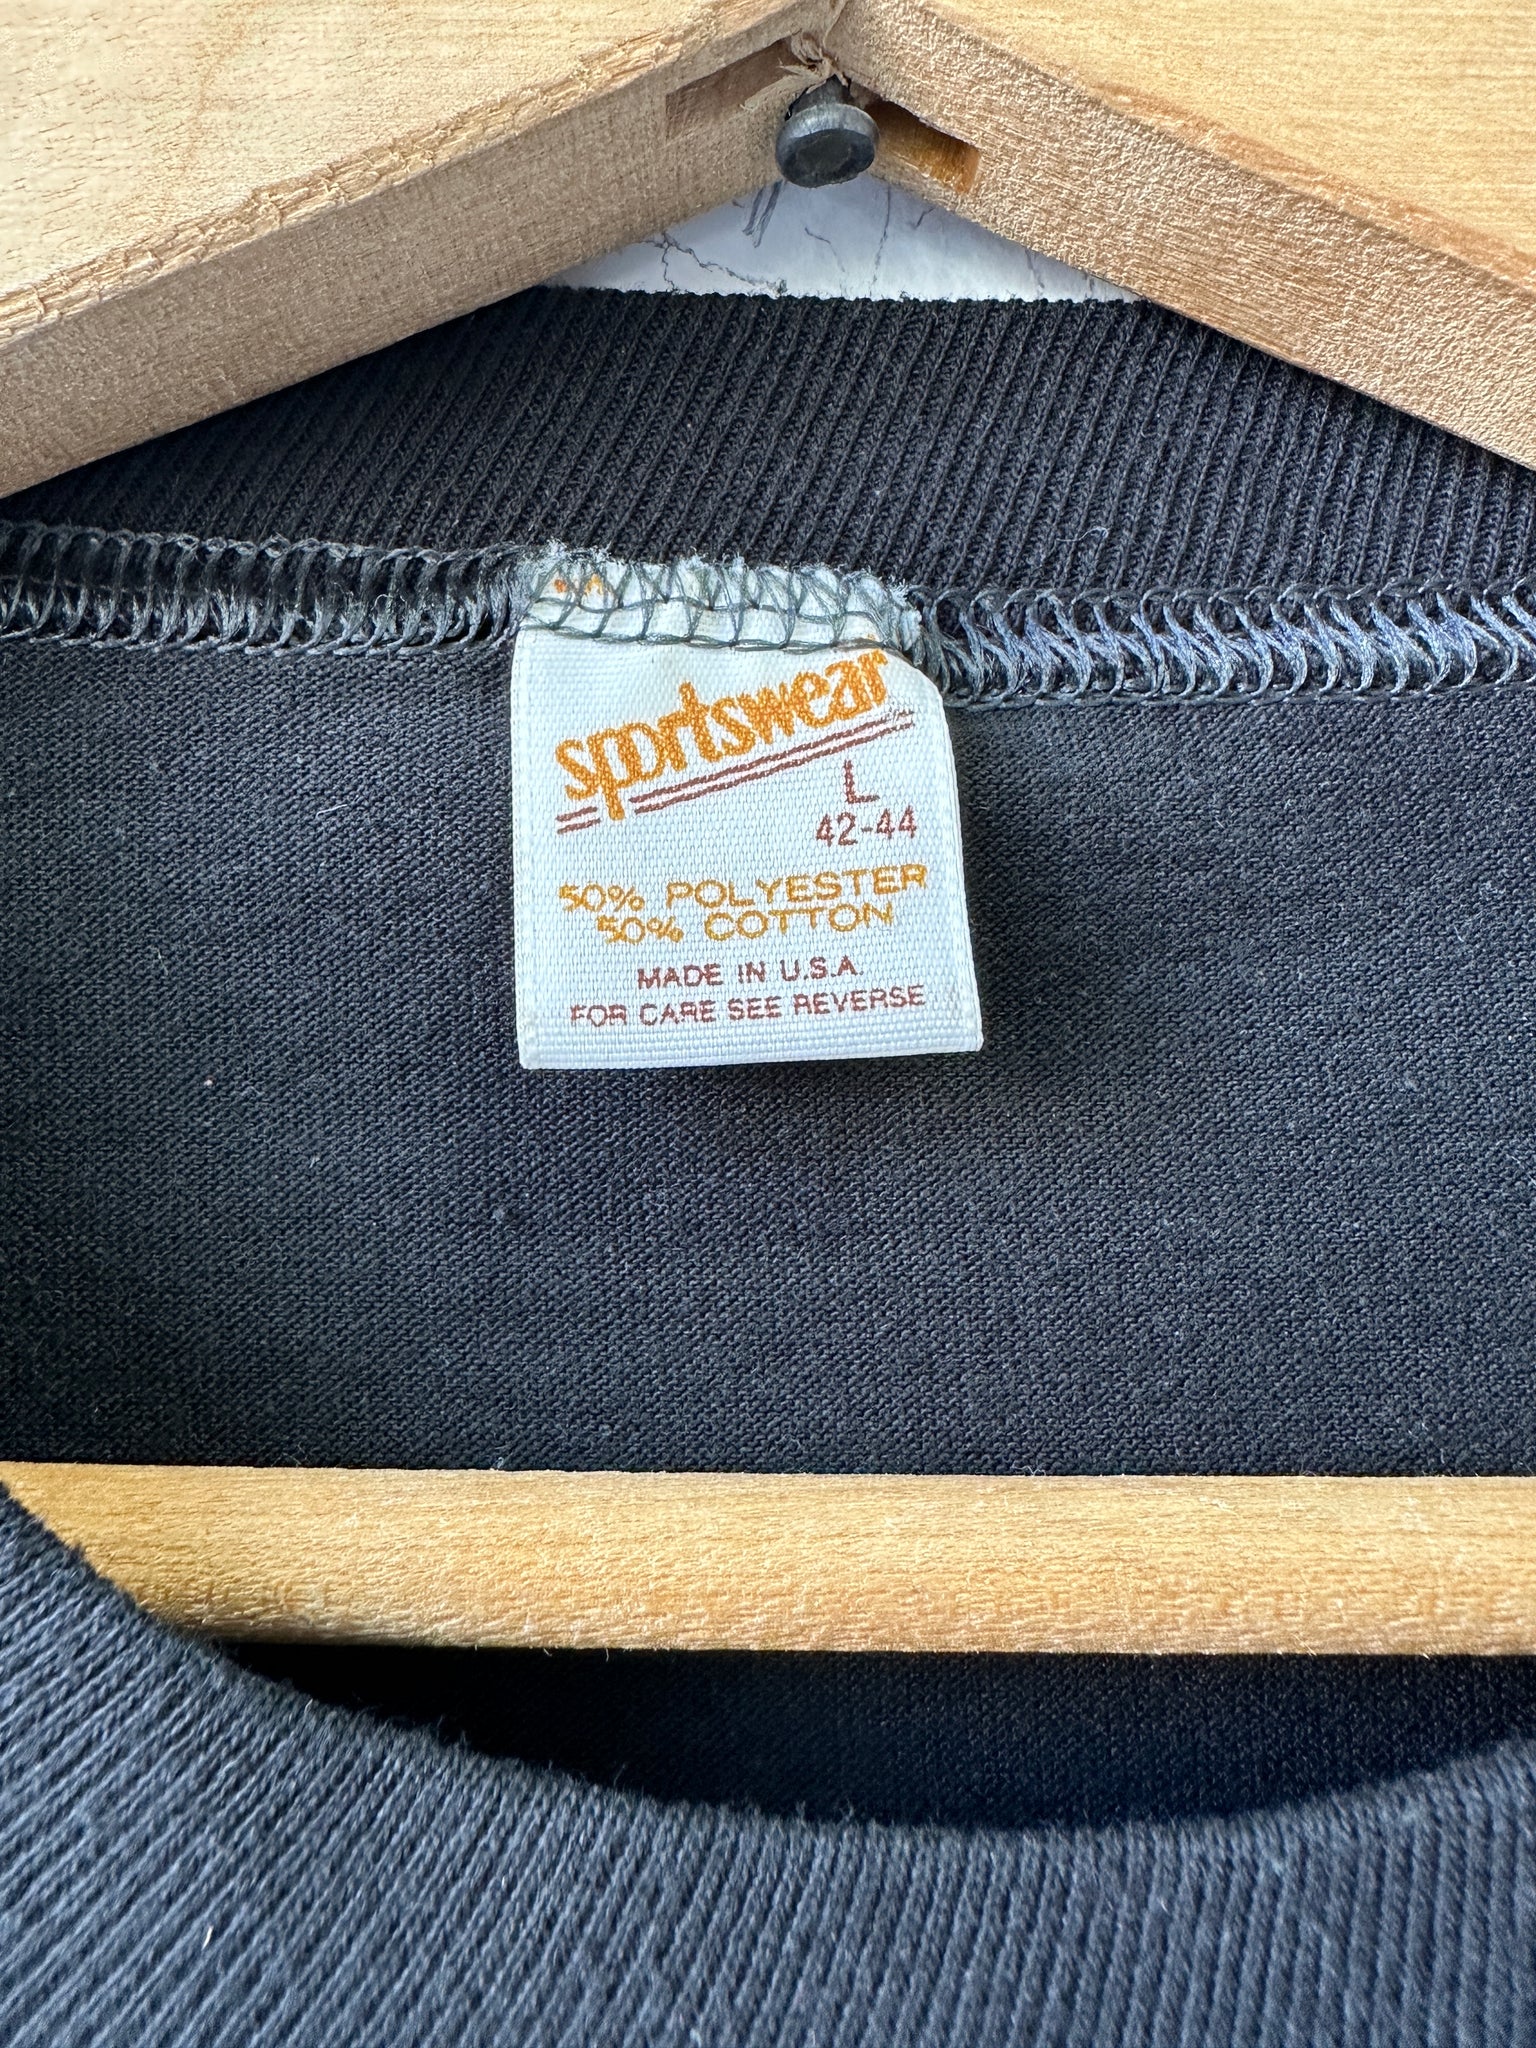 sportswear
L
42-44
50% POLYESTER
50% COTTON
MADE IN U.S.A.
FOR CARE SEE REVERSE